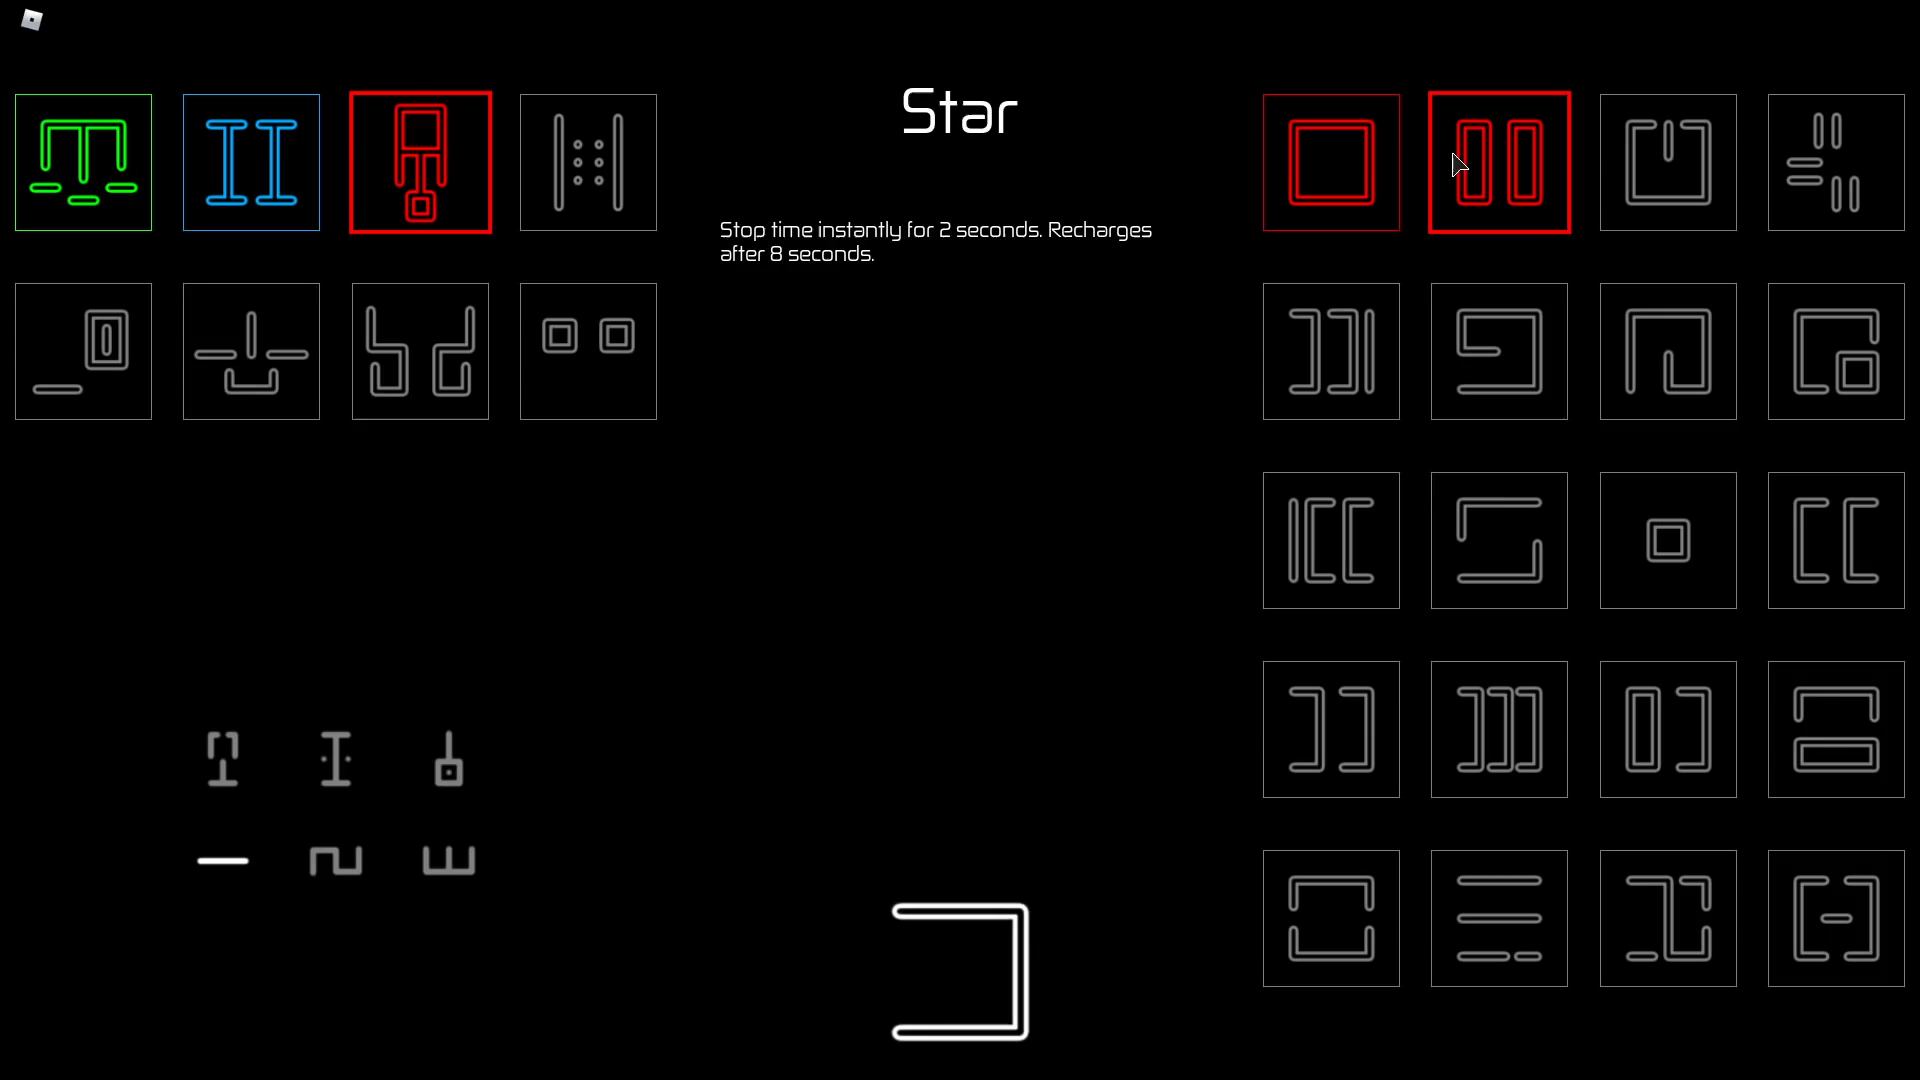 Star
Stop time instantly for 2 seconds. Recharges
after 8 seconds.